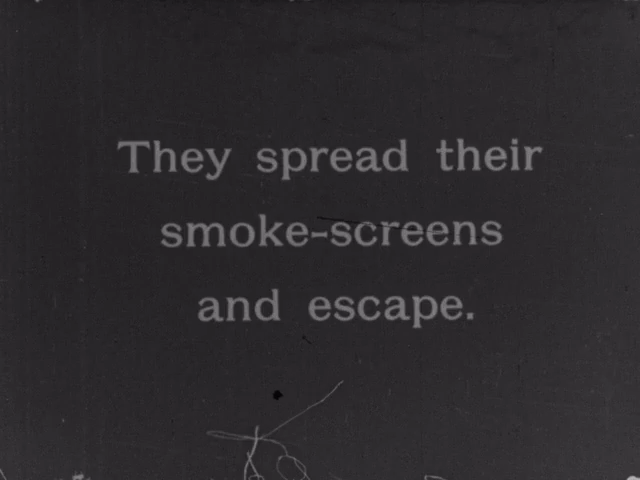 They spread their
smoke-screens
and escape.